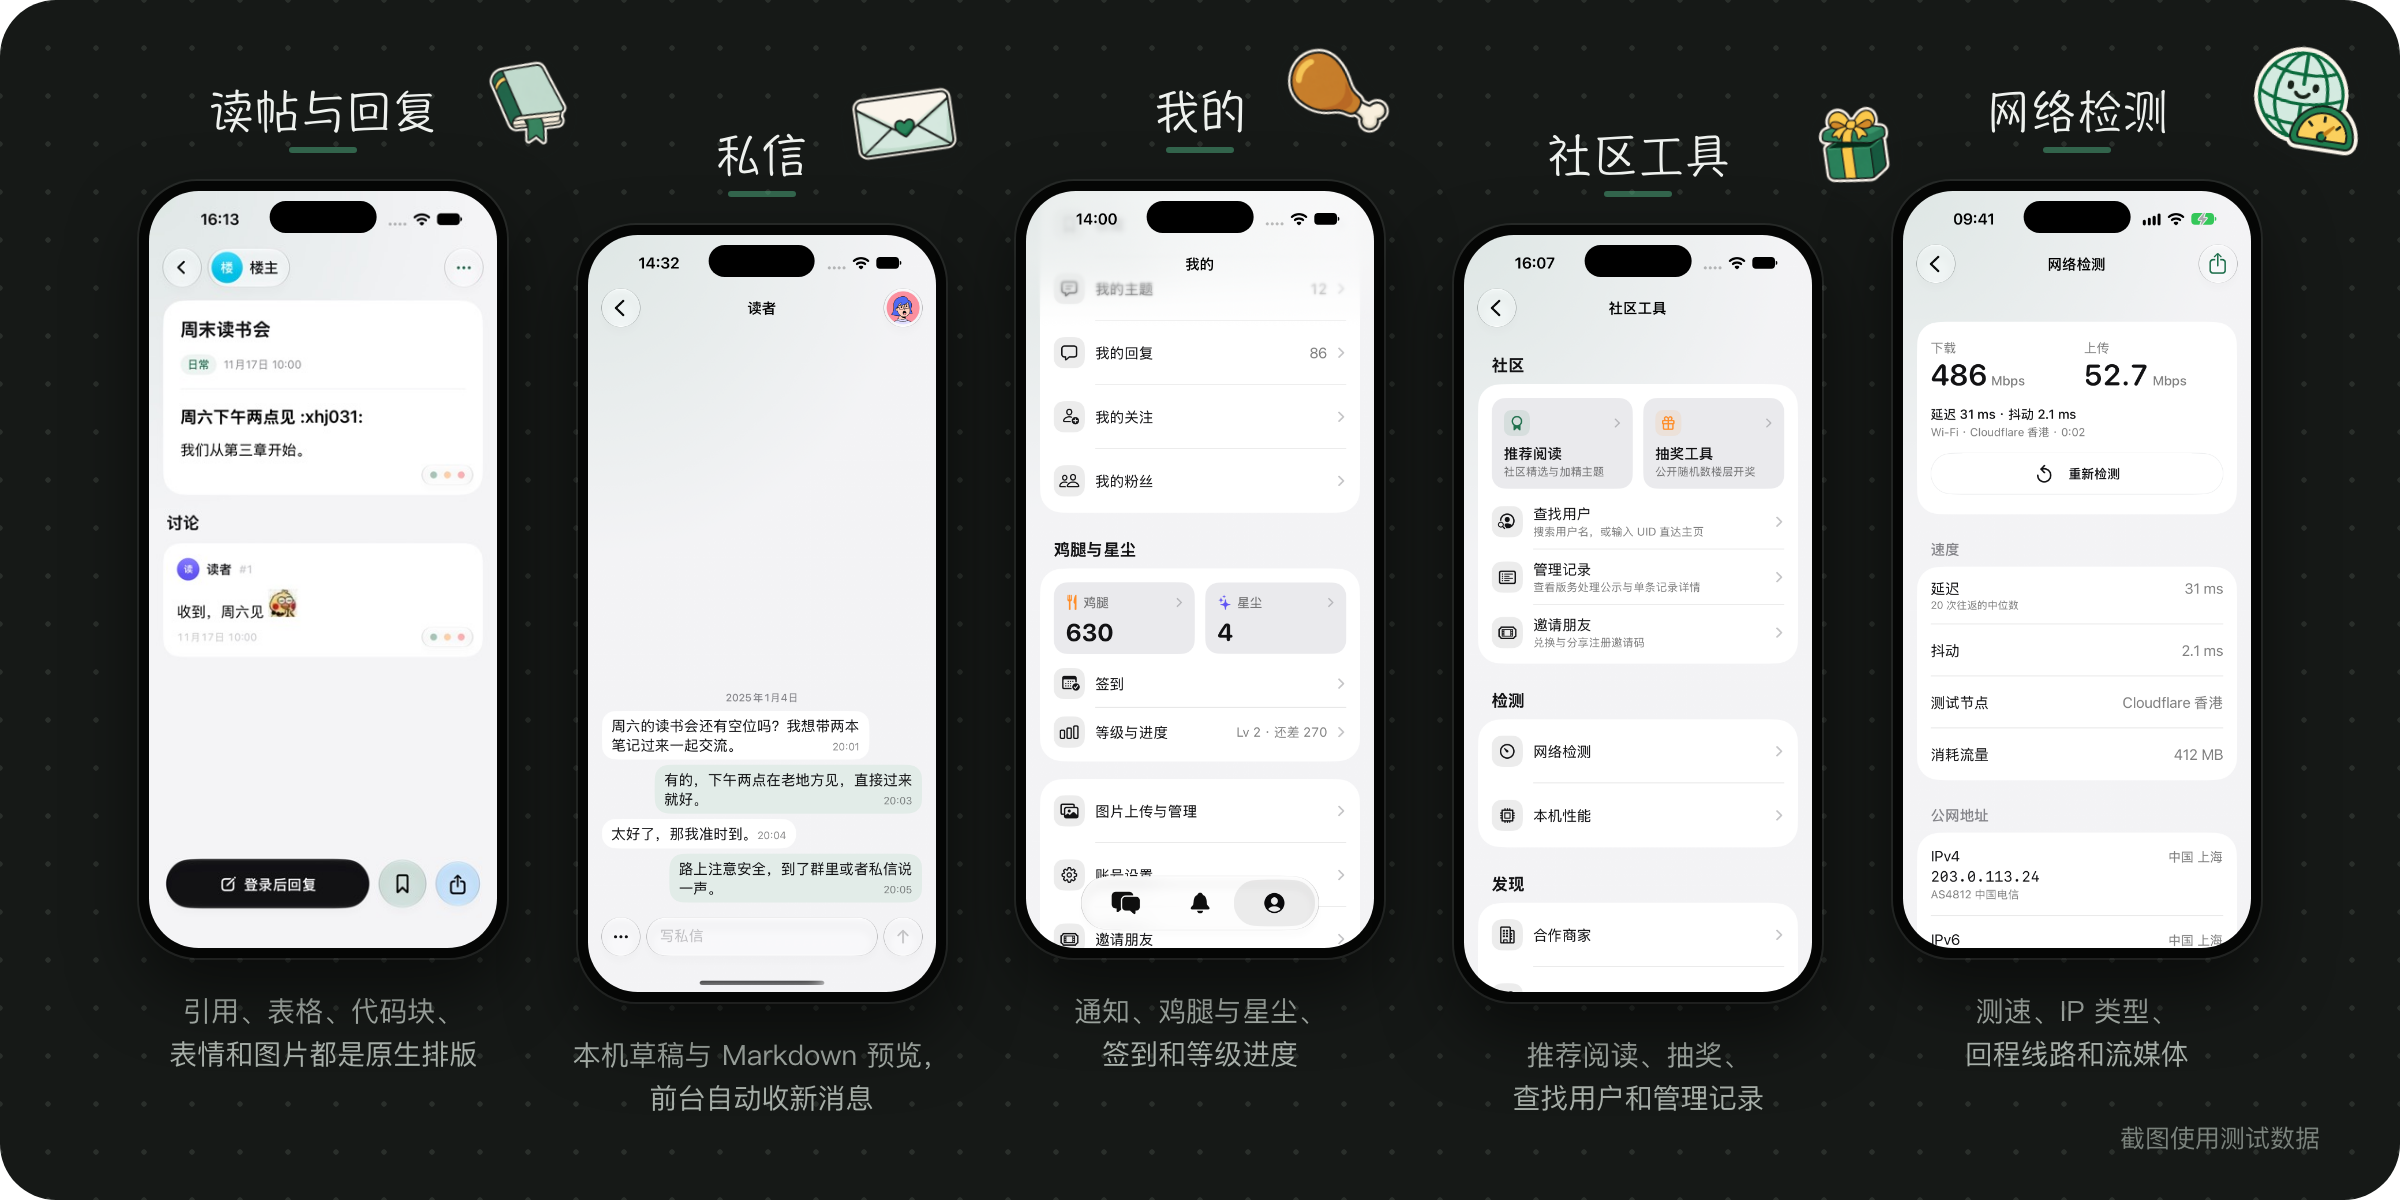 读帖与回复
16:13
楼 楼主
周末读书会
日常 11月17日 10:00
周六下午两点见 :xhj031:
我们从第三章开始。
讨论
读 读者 #1
收到，周六见
11月17日 10:00
登录后回复
引用、表格、代码块、
表情和图片都是原生排版
私信
14:32
读者
2025年1月4日
周六的读书会还有空位吗？我想带两本
笔记过来一起交流。 20:01
有的，下午两点在老地方见，直接过来
就好。 20:03
太好了，那我准时到。 20:04
路上注意安全，到了群里或者私信说
一声。 20:05
写私信
本机草稿与 Markdown 预览，
前台自动收新消息
我的
14:00
我的
我的主题 12
我的回复 86
我的关注
我的粉丝
鸡腿与星尘
鸡腿 星尘
630 4
签到
等级与进度 Lv 2 · 还差 270
图片上传与管理
账号设置
邀请朋友
通知、鸡腿与星尘、
签到和等级进度
社区工具
16:07
社区工具
社区
推荐阅读 抽奖工具
社区精选与加精主题 公开随机数楼层开奖
查找用户
搜索用户名，或输入 UID 直达主页
管理记录
查看版务处理公示与单条记录详情
邀请朋友
兑换与分享注册邀请码
检测
网络检测
本机性能
发现
合作商家
推荐阅读、抽奖、
查找用户和管理记录
网络检测
09:41
网络检测
下载 上传
486 Mbps 52.7 Mbps
延迟 31 ms · 抖动 2.1 ms
Wi-Fi · Cloudflare 香港 · 0:02
重新检测
速度
延迟 31 ms
20 次往返的中位数
抖动 2.1 ms
测试节点 Cloudflare 香港
消耗流量 412 MB
公网地址
IPv4 中国 上海
203.0.113.24
AS4812 中国电信
IPv6 中国 上海
测速、IP 类型、
回程线路和流媒体
截图使用测试数据